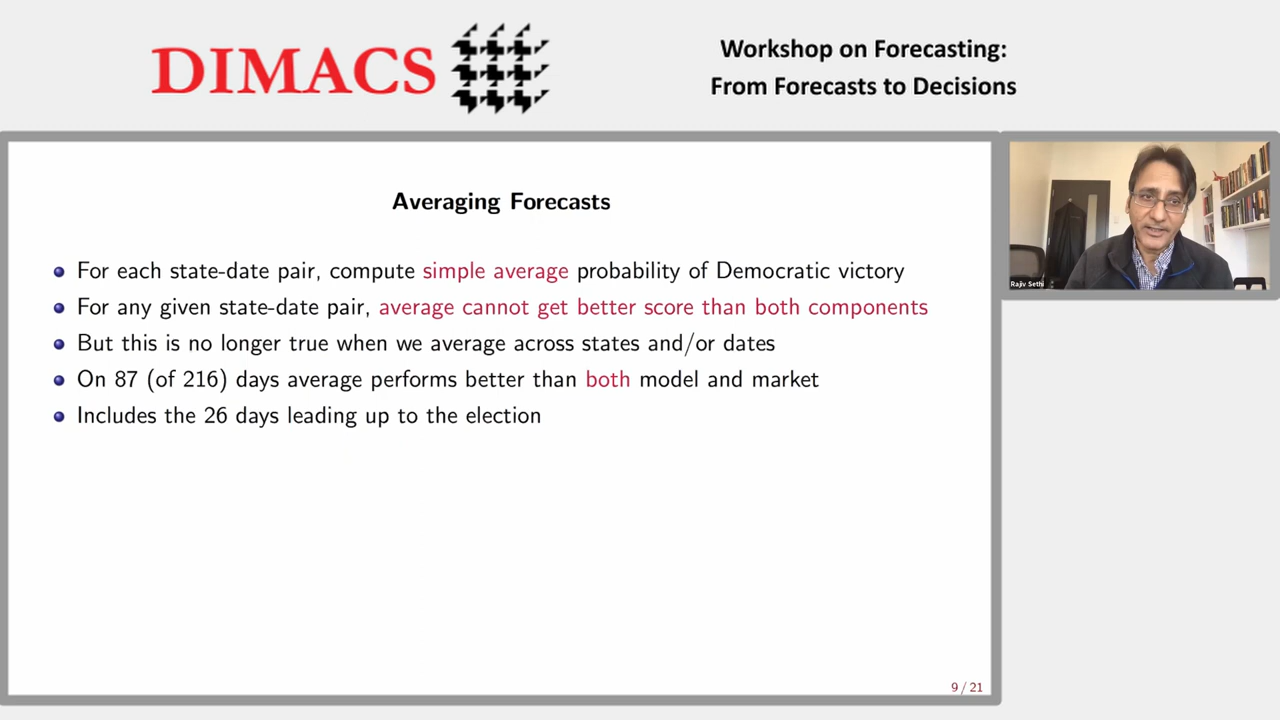 DIMACS
Workshop on Forecasting:
From Forecasts to Decisions
Averaging Forecasts
For each state-date pair, compute simple average probability of Democratic victory
For any given state-date pair, average cannot get better score than both components
But this is no longer true when we average across states and/or dates
On 87 (of 216) days average performs better than both model and market
Includes the 26 days leading up to the election
9 / 21
Rajiv Sethi